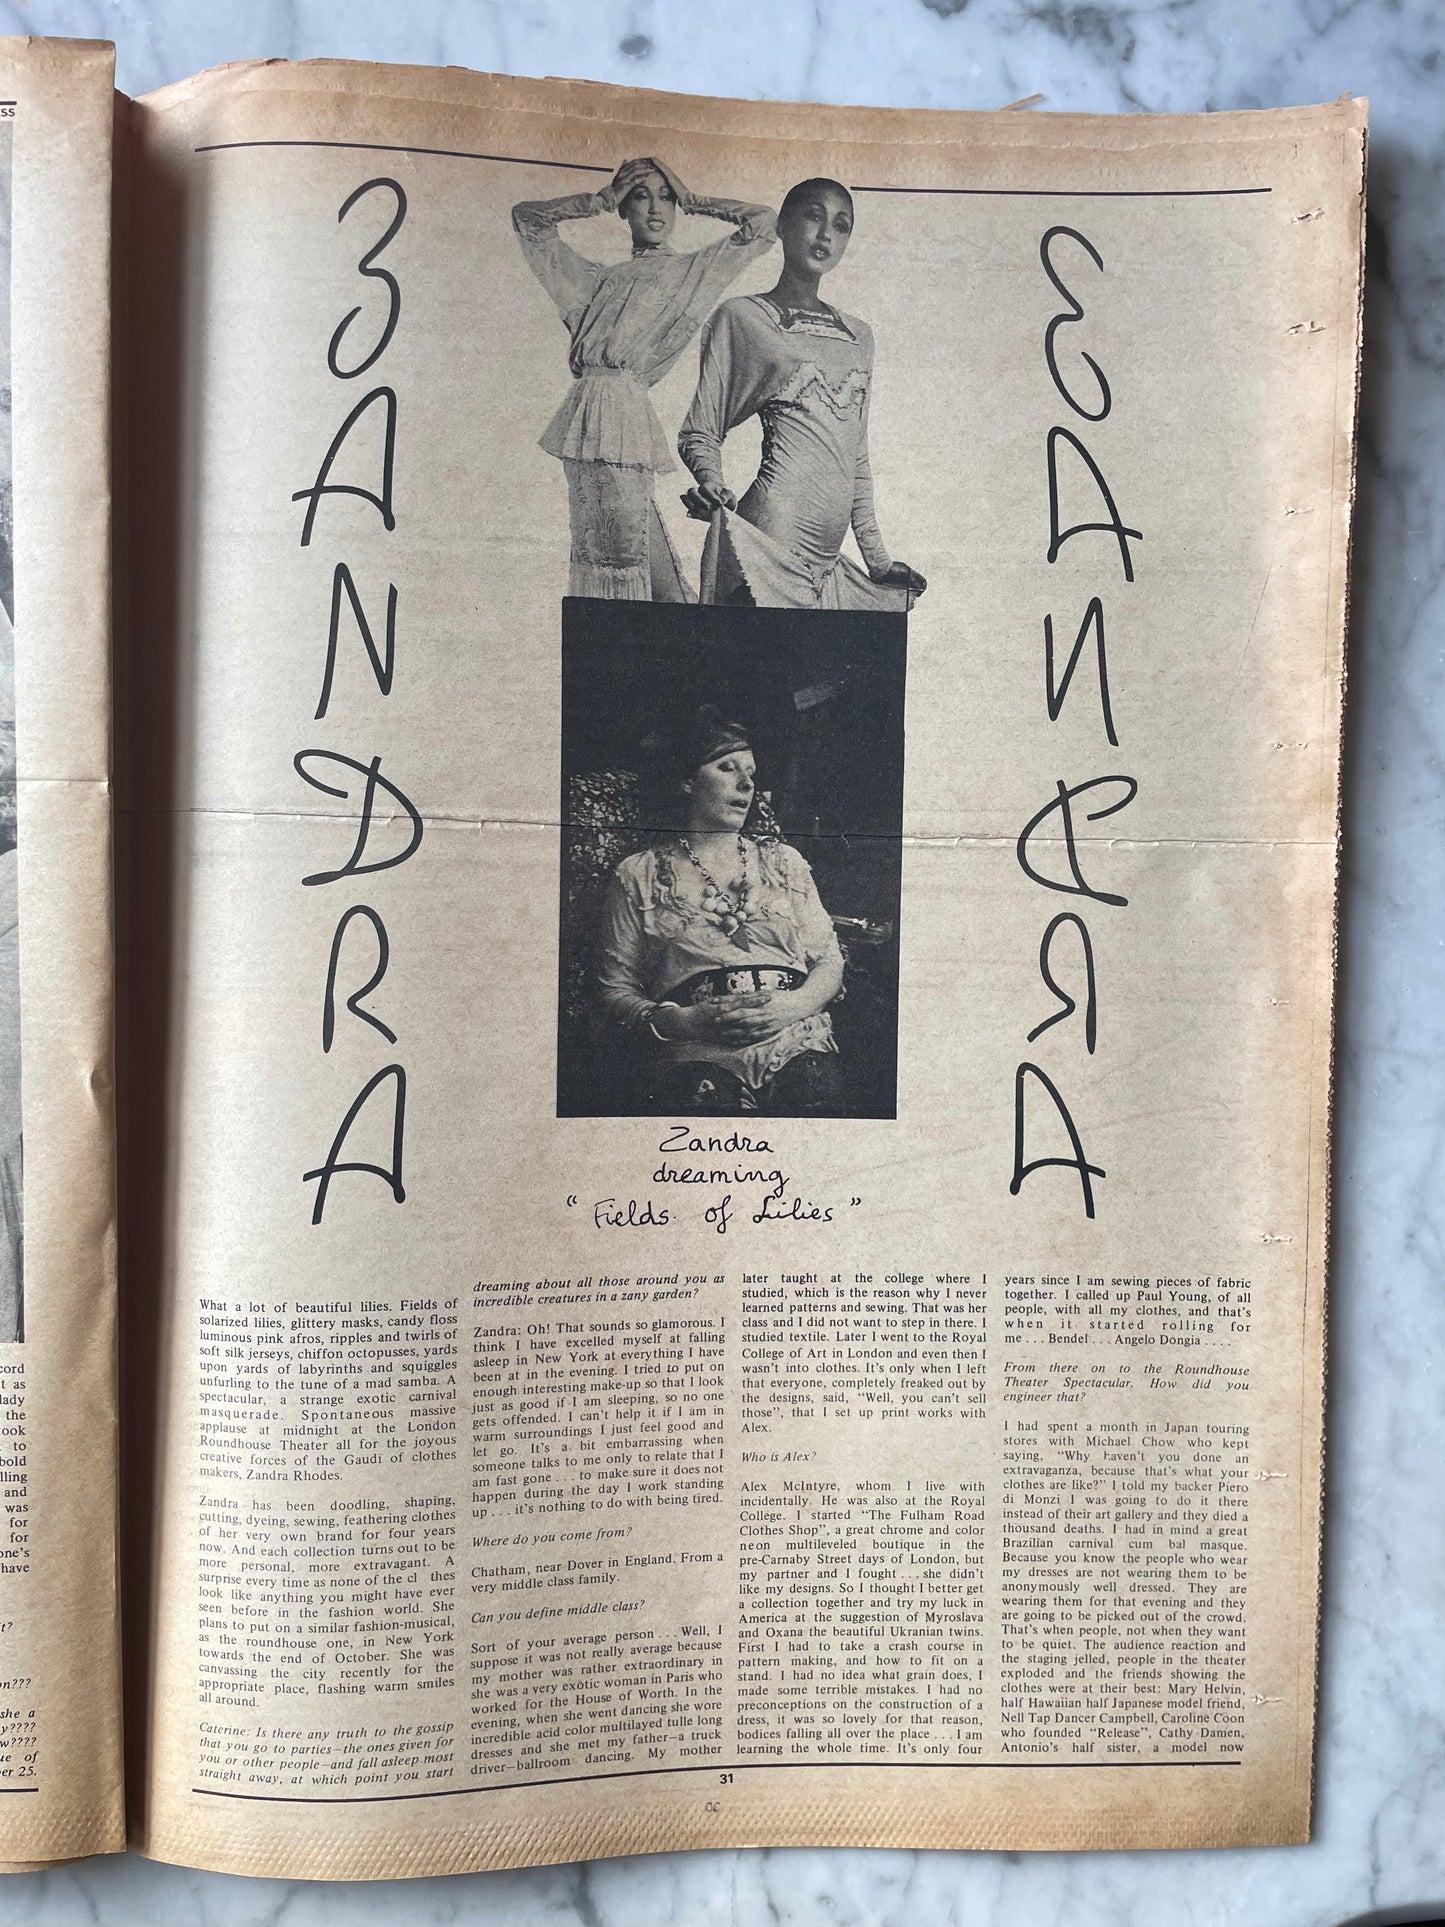 ZANDRA
ZANDRA
Zandra
dreaming
"Fields of Lilies"
What a lot of beautiful lilies. Fields of
solarized lilies, glittery masks, candy floss
luminous pink afros, ripples and twirls of
soft silk jerseys, chiffon octopusses, yards
upon yards of labyrinths and squiggles
unfurling to the tune of a mad samba. A
spectacular, a strange exotic carnival
masquerade. Spontaneous massive
applause at midnight at the London
Roundhouse Theater all for the joyous
creative forces of the Gaudi of clothes
makers, Zandra Rhodes.
Zandra has been doodling, shaping,
cutting, dyeing, sewing, feathering clothes
of her very own brand for four years
now. And each collection turns out to be
more personal, more extravagant. A
surprise every time as none of the cl thes
look like anything you might have ever
seen before in the fashion world. She
plans to put on a similar fashion-musical,
as the roundhouse one, in New York
towards the end of October. She was
canvassing the city recently for the
appropriate place, flashing warm smiles
all around.
Caterine: Is there any truth to the gossip
that you go to parties—the ones given for
you or other people—and fall asleep most
straight away, at which point you start
dreaming about all those around you as
incredible creatures in a zany garden?
Zandra: Oh! That sounds so glamorous. I
think I have excelled myself at falling
asleep in New York at everything I have
been at in the evening. I tried to put on
enough interesting make-up so that I look
just as good if I am sleeping, so no one
gets offended. I can't help it if I am in
warm surroundings I just feel good and
let go. It's a bit embarrassing when
someone talks to me only to relate that I
am fast gone . . . to make sure it does not
happen during the day I work standing
up . . . it's nothing to do with being tired.
Where do you come from?
Chatham, near Dover in England. From a
very middle class family.
Can you define middle class?
Sort of your average person . . . Well, I
suppose it was not really average because
my mother was rather extraordinary in
she was a very exotic woman in Paris who
worked for the House of Worth. In the
evening, when she went dancing she wore
incredible acid color multilayed tulle long
dresses and she met my father—a truck
driver—ballroom dancing. My mother
later taught at the college where I
studied, which is the reason why I never
learned patterns and sewing. That was her
class and I did not want to step in there. I
studied textile. Later I went to the Royal
College of Art in London and even then I
wasn't into clothes. It's only when I left
that everyone, completely freaked out by
the designs, said, "Well, you can't sell
those", that I set up print works with
Alex.
Who is Alex?
Alex McIntyre, whom I live with
incidentally. He was also at the Royal
College. I started "The Fulham Road
Clothes Shop", a great chrome and color
neon multileveled boutique in the
pre-Carnaby Street days of London, but
my partner and I fought . . . she didn't
like my designs. So I thought I better get
a collection together and try my luck in
America at the suggestion of Myroslava
and Oxana the beautiful Ukranian twins.
First I had to take a crash course in
pattern making, and how to fit on a
stand. I had no idea what grain does, I
made some terrible mistakes. I had no
preconceptions on the construction of a
dress, it was so lovely for that reason,
bodices falling all over the place . . . I am
learning the whole time. It's only four
years since I am sewing pieces of fabric
together. I called up Paul Young, of all
people, with all my clothes, and that's
when it started rolling for
me . . . Bendel . . . Angelo Dongia . . . .
From there on to the Roundhouse
Theater Spectacular. How did you
engineer that?
I had spent a month in Japan touring
stores with Michael Chow who kept
saying, "Why haven't you done an
extravaganza, because that's what your
clothes are like?" I told my backer Piero
di Monzi I was going to do it there
instead of their art gallery and they died a
thousand deaths. I had in mind a great
Brazilian carnival cum bal masque.
Because you know the people who wear
my dresses are not wearing them to be
anonymously well dressed. They are
wearing them for that evening and they
are going to be picked out of the crowd.
That's when people, not when they want
to be quiet. The audience reaction and
the staging jelled, people in the theater
exploded and the friends showing the
clothes were at their best: Mary Helvin,
half Hawaiian half Japanese model friend,
Nell Tap Dancer Campbell, Caroline Coon
who founded "Release", Cathy Damen,
Antonio's half sister, a model now
31